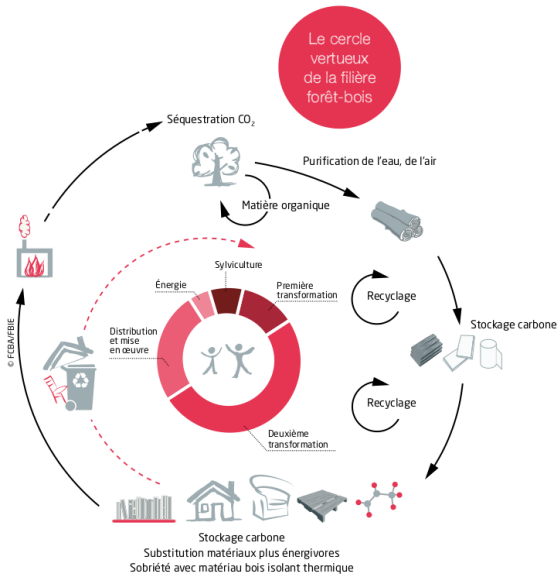 Le cercle
vertueux
de la filière
forêt-bois
Séquestration CO₂
Purification de l'eau, de l'air
Matière organique
Sylviculture
Énergie
Première
transformation
Recyclage
Distribution
et mise
en œuvre
Stockage carbone
Recyclage
Deuxième
transformation
© FCBA/FBIE
Stockage carbone
Substitution matériaux plus énergivores
Sobriété avec matériau bois isolant thermique